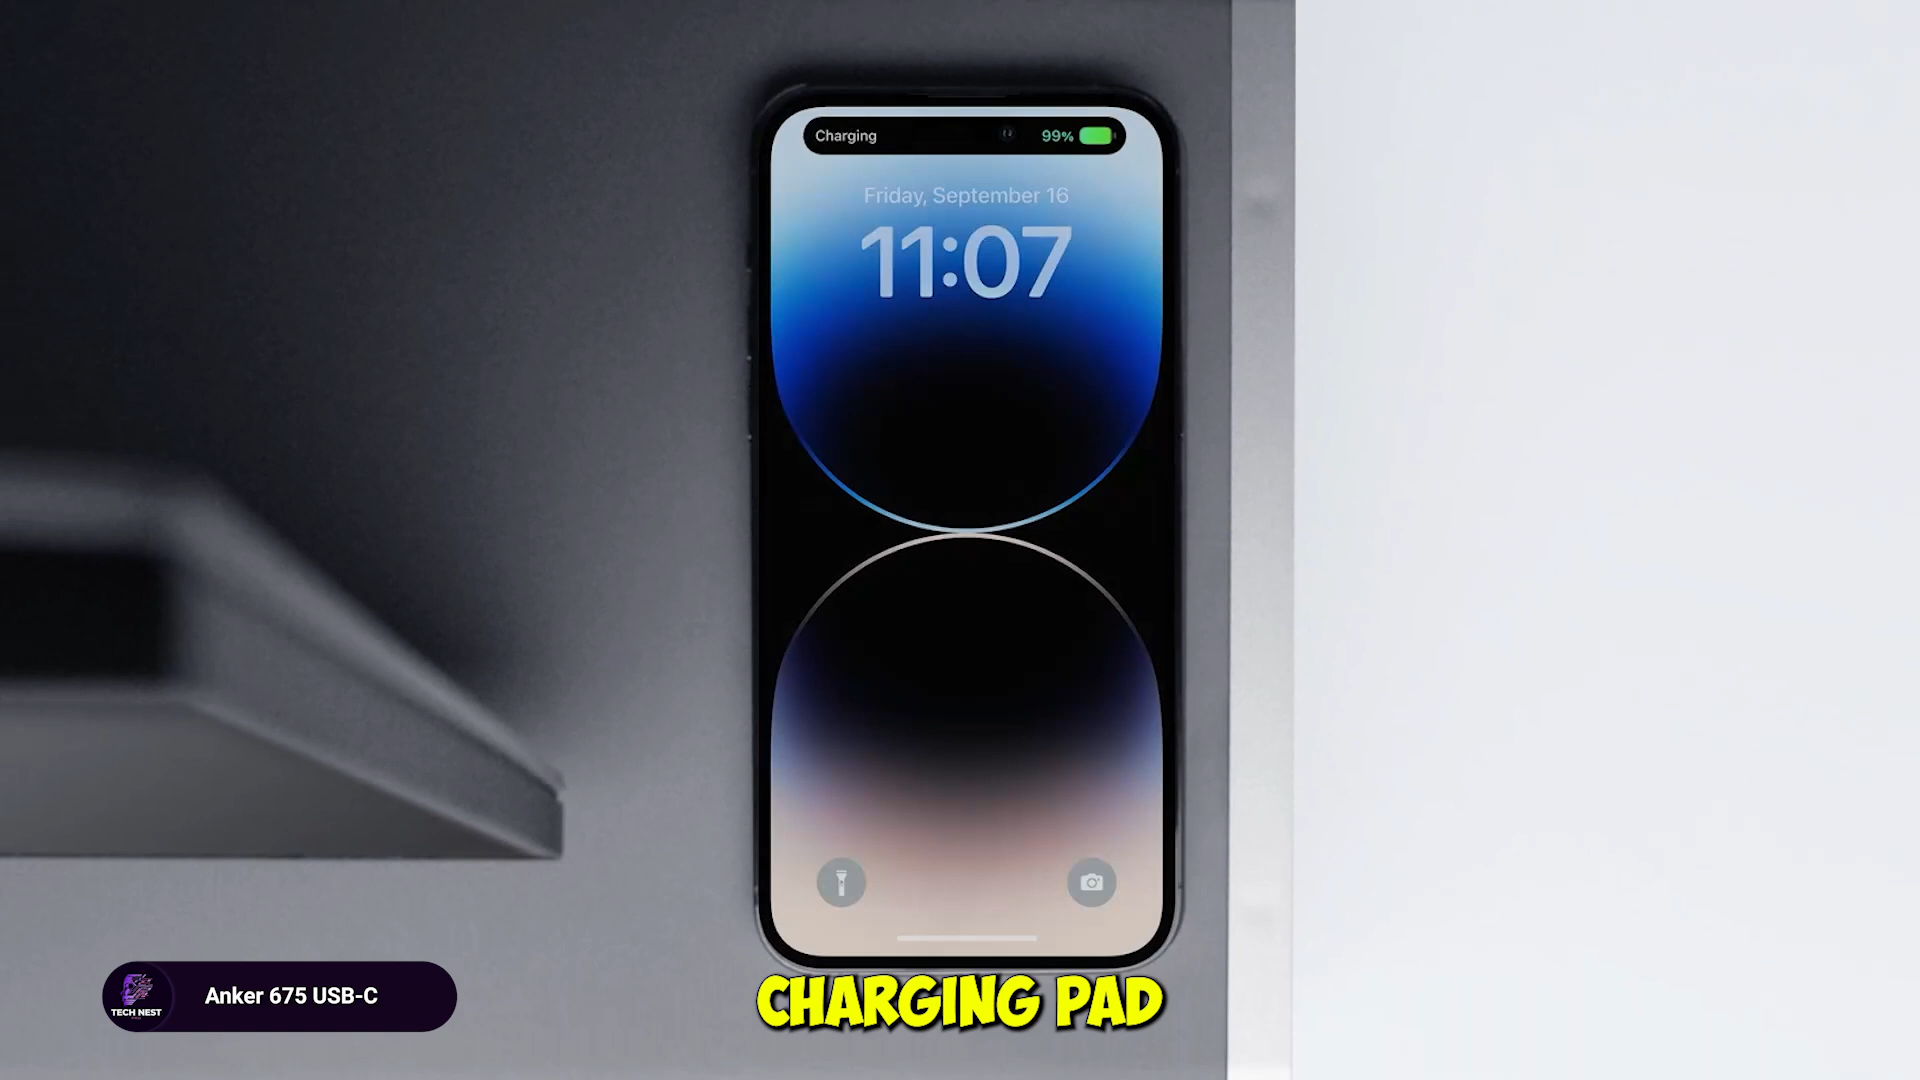 Charging
99%
Friday, September 16
11:07
TECH NEST
Anker 675 USB-C
CHARGING PAD